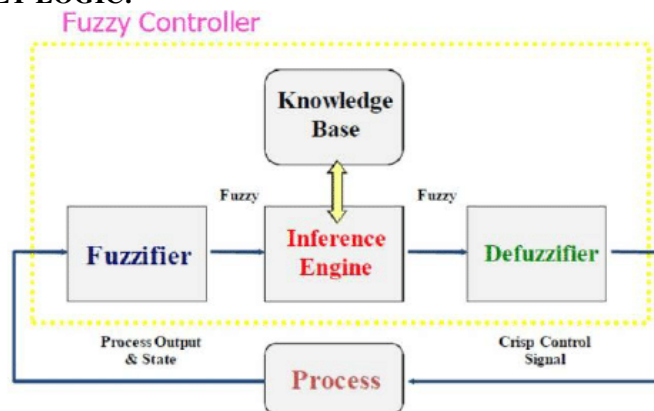 Fuzzy Controller
Knowledge
Base
Fuzzy
Fuzzy
Fuzzifier
Inference
Engine
Defuzzifier
Process Output
& State
Crisp Control
Signal
Process